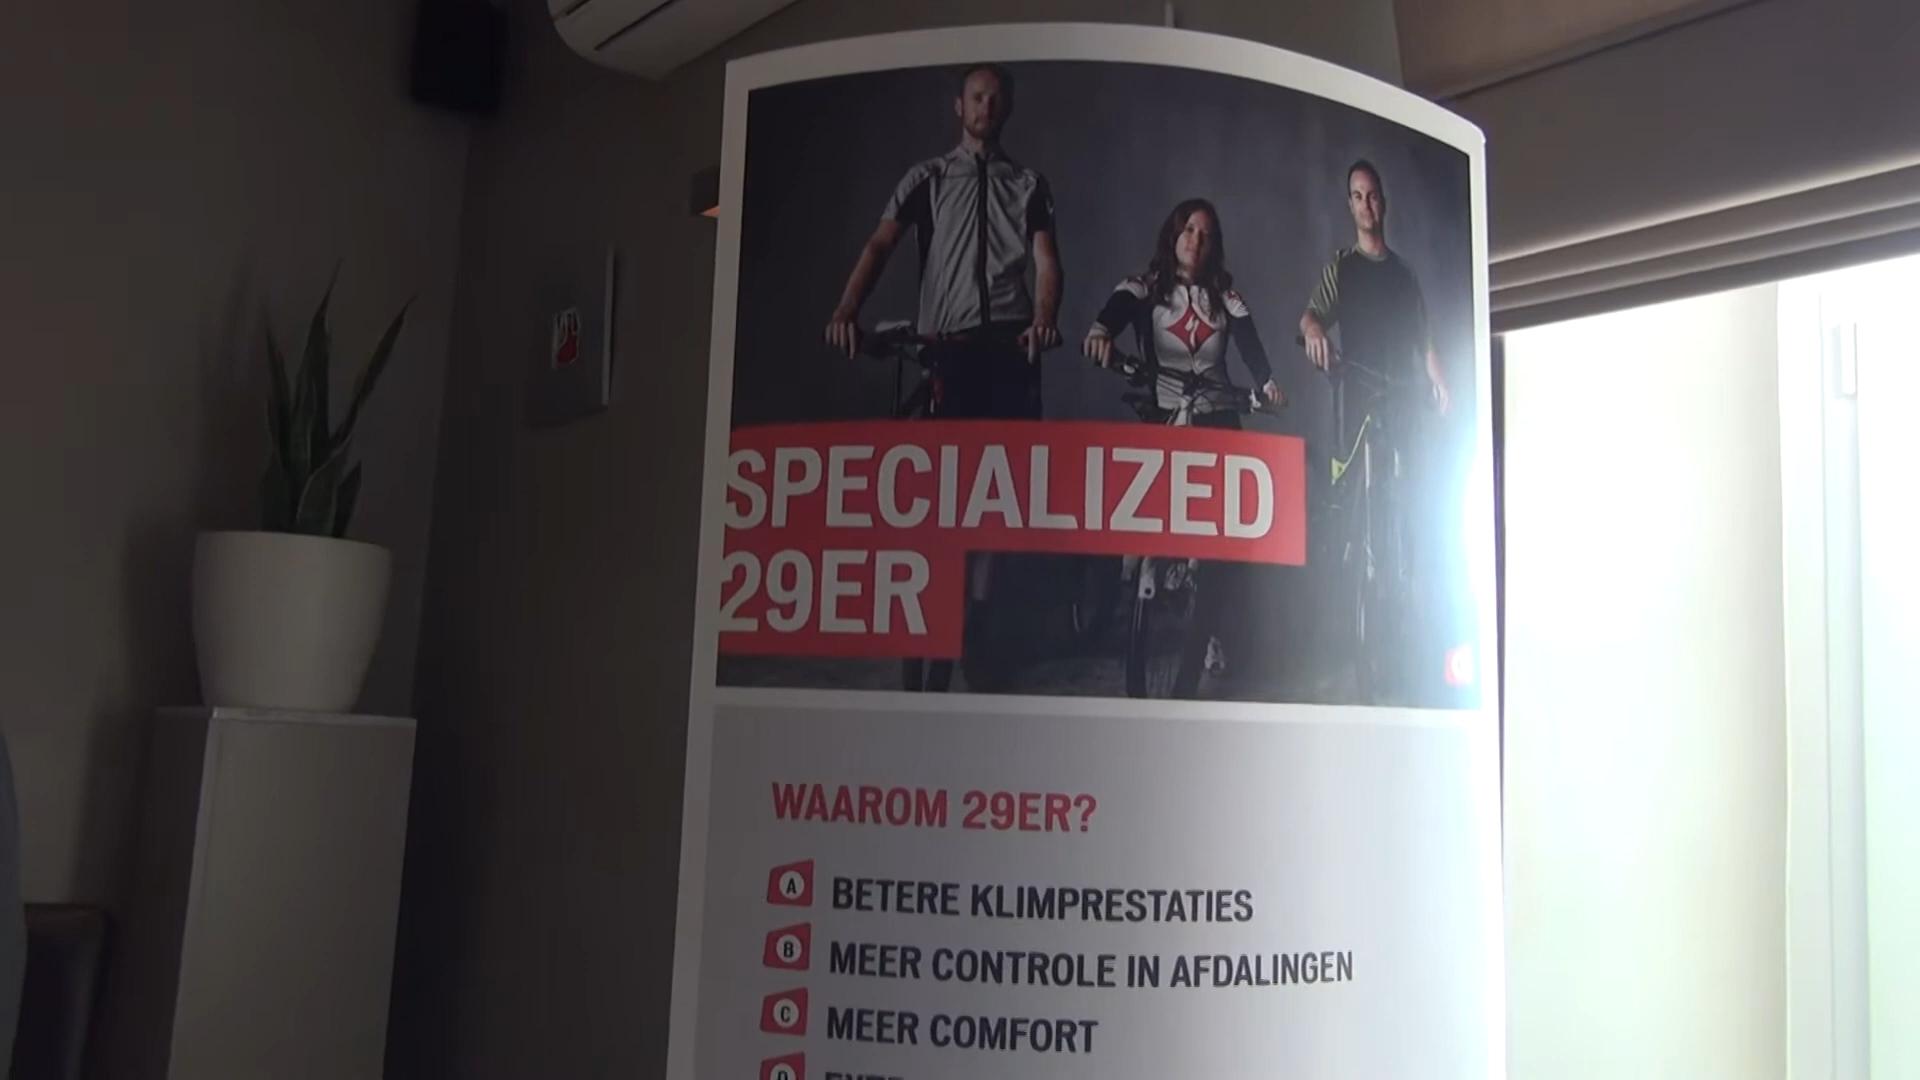 SPECIALIZED
29ER
WAAROM 29ER?
A BETERE KLIMPRESTATIES
B MEER CONTROLE IN AFDALINGEN
C MEER COMFORT
D